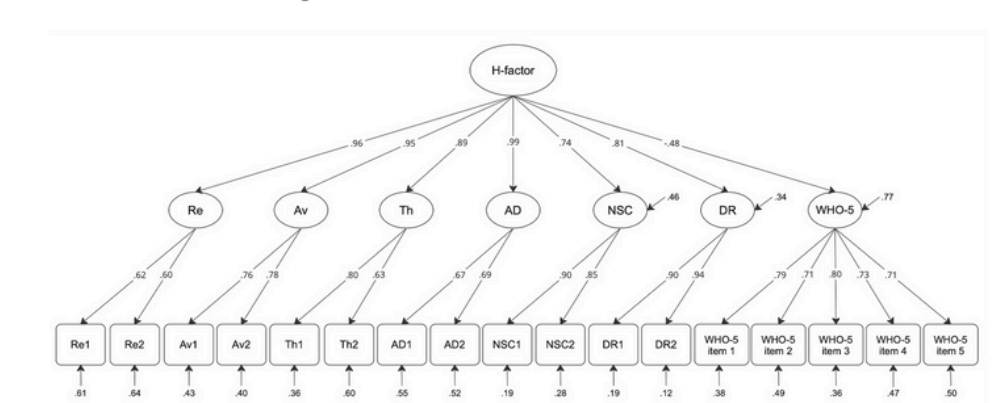 H-factor
.96 .95 .89 .99 .74 .81 -.48
Re Av Th AD NSC .46 DR .34 WHO-5 .77
.62 .60 .76 .78 .80 .63 .67 .69 .90 .85 .90 .94 .79 .71 .80 .73 .71
Re1 Re2 Av1 Av2 Th1 Th2 AD1 AD2 NSC1 NSC2 DR1 DR2 WHO-5 WHO-5 WHO-5 WHO-5 WHO-5
item 1 item 2 item 3 item 4 item 5
.61 .64 .43 .40 .36 .60 .55 .52 .19 .28 .19 .12 .38 .49 .36 .47 .50